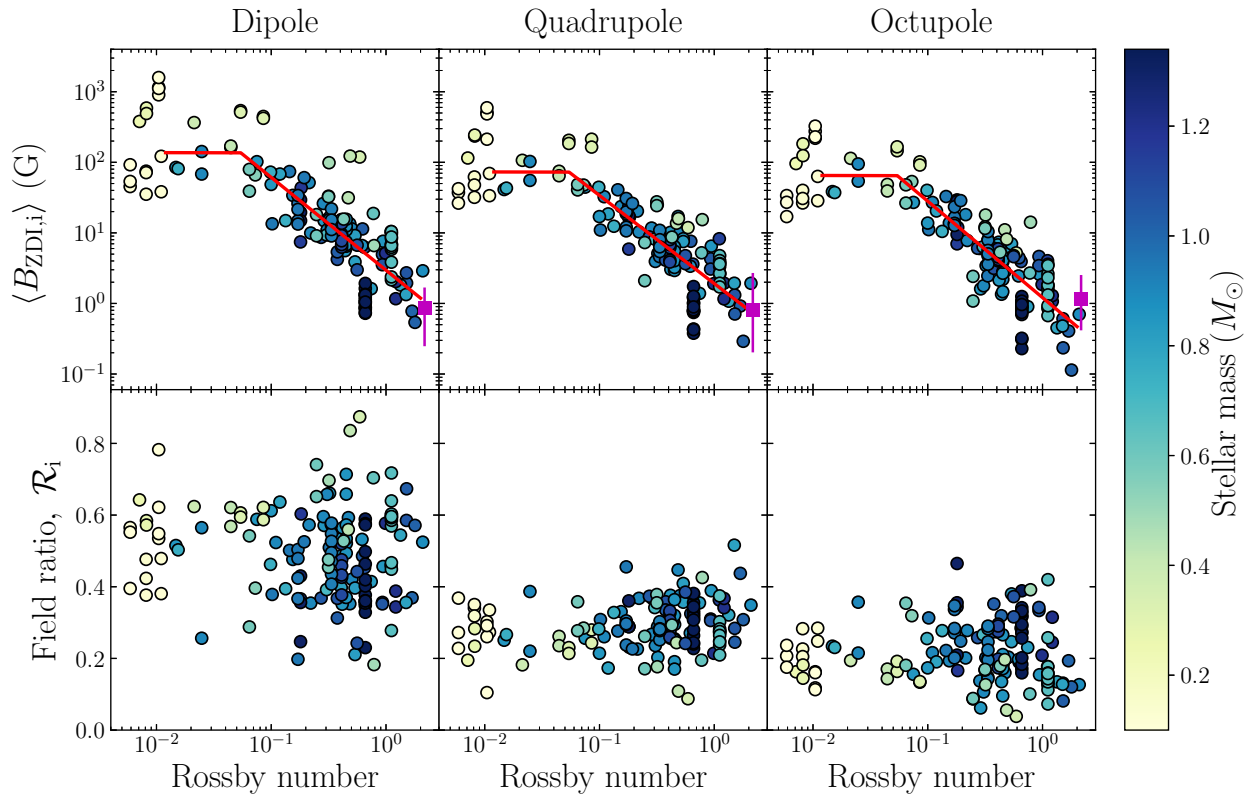 Dipole Quadrupole Octupole
⟨B_ZDI,i⟩ (G)
10³
10²
10¹
10⁰
10⁻¹
Field ratio, ℛ_i
0.8
0.6
0.4
0.2
0.0
10⁻² 10⁻¹ 10⁰ 10⁻² 10⁻¹ 10⁰ 10⁻² 10⁻¹ 10⁰
Rossby number Rossby number Rossby number
1.2
1.0
0.8
0.6
0.4
0.2
Stellar mass (M_⊙)